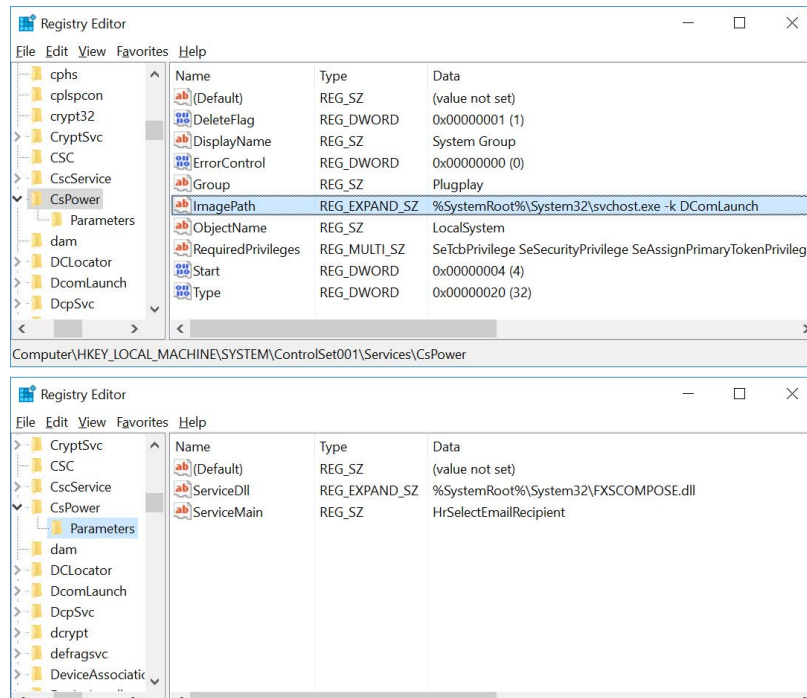 Registry Editor
File Edit View Favorites Help
cphs
cplspcon
crypt32
CryptSvc
CSC
CscService
CsPower
Parameters
dam
DCLocator
DcomLaunch
DcpSvc
Name Type Data
(Default) REG_SZ (value not set)
DeleteFlag REG_DWORD 0x00000001 (1)
DisplayName REG_SZ System Group
ErrorControl REG_DWORD 0x00000000 (0)
Group REG_SZ Plugplay
ImagePath REG_EXPAND_SZ %SystemRoot%\System32\svchost.exe -k DComLaunch
ObjectName REG_SZ LocalSystem
RequiredPrivileges REG_MULTI_SZ SeTcbPrivilege SeSecurityPrivilege SeAssignPrimaryTokenPrivileg
Start REG_DWORD 0x00000004 (4)
Type REG_DWORD 0x00000020 (32)
Computer\HKEY_LOCAL_MACHINE\SYSTEM\ControlSet001\Services\CsPower
Registry Editor
File Edit View Favorites Help
CryptSvc
CSC
CscService
CsPower
Parameters
dam
DCLocator
DcomLaunch
DcpSvc
dcrypt
defragsvc
DeviceAssociatic
Name Type Data
(Default) REG_SZ (value not set)
ServiceDll REG_EXPAND_SZ %SystemRoot%\System32\FXSCOMPOSE.dll
ServiceMain REG_SZ HrSelectEmailRecipient